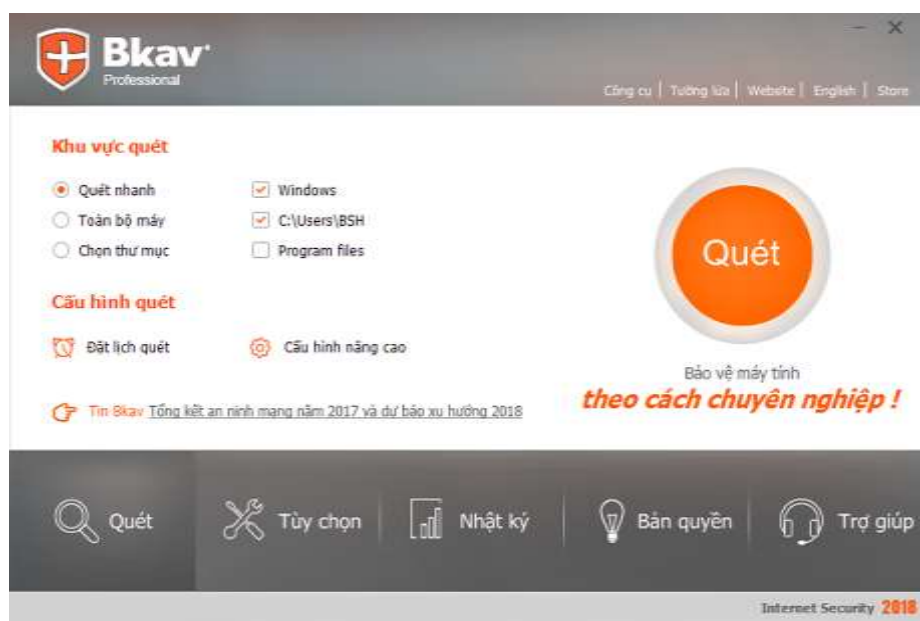 Bkav
Professional
Công cụ | Tường lửa | Website | English | Store
Khu vực quét
Quét nhanh
Windows
Toàn bộ máy
C:\Users\BSH
Chọn thư mục
Program files
Quét
Cấu hình quét
Đặt lịch quét
Cấu hình nâng cao
Bảo vệ máy tính
theo cách chuyên nghiệp !
Tin Bkav Tổng kết an ninh mạng năm 2017 và dự báo xu hướng 2018
Quét
Tùy chọn
Nhật ký
Bản quyền
Trợ giúp
Internet Security 2018